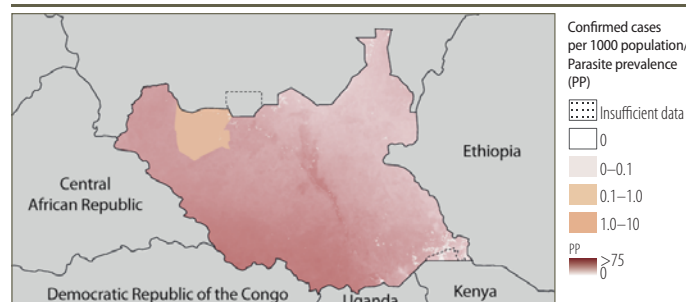 Confirmed cases
per 1000 population/
Parasite prevalence
(PP)
Insufficient data
0
0–0.1
0.1–1.0
1.0–10
PP
>75
0
Ethiopia
Central
African Republic
Democratic Republic of the Congo
Uganda
Kenya